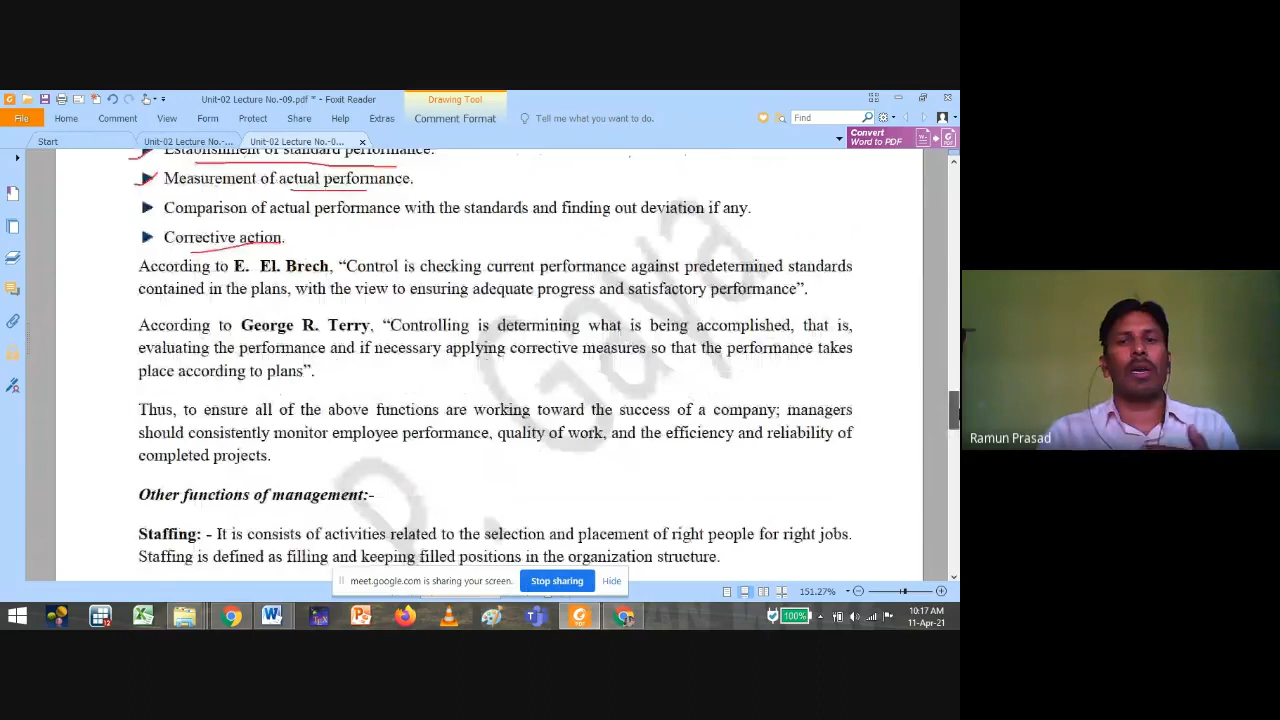 Unit-02 Lecture No.-09.pdf * - Foxit Reader
Drawing Tool
File Home Comment View Form Protect Share Help Extras Comment Format Tell me what you want to do. Find
Convert
Word to PDF
Start Unit-02 Lecture No.-... Unit-02 Lecture No.-0...
Establishment of standard performance.
Measurement of actual performance.
Comparison of actual performance with the standards and finding out deviation if any.
Corrective action.
According to E. El. Brech, “Control is checking current performance against predetermined standards
contained in the plans, with the view to ensuring adequate progress and satisfactory performance”.
According to George R. Terry, “Controlling is determining what is being accomplished, that is,
evaluating the performance and if necessary applying corrective measures so that the performance takes
place according to plans”.
Thus, to ensure all of the above functions are working toward the success of a company; managers
should consistently monitor employee performance, quality of work, and the efficiency and reliability of
completed projects.
Other functions of management:-
Staffing: - It is consists of activities related to the selection and placement of right people for right jobs.
Staffing is defined as filling and keeping filled positions in the organization structure.
meet.google.com is sharing your screen. Stop sharing Hide
151.27%
100%
10:17 AM
11-Apr-21
Ramun Prasad
Gaya